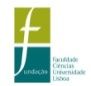 f
fundação
Faculdade
Ciências
Universidade
Lisboa